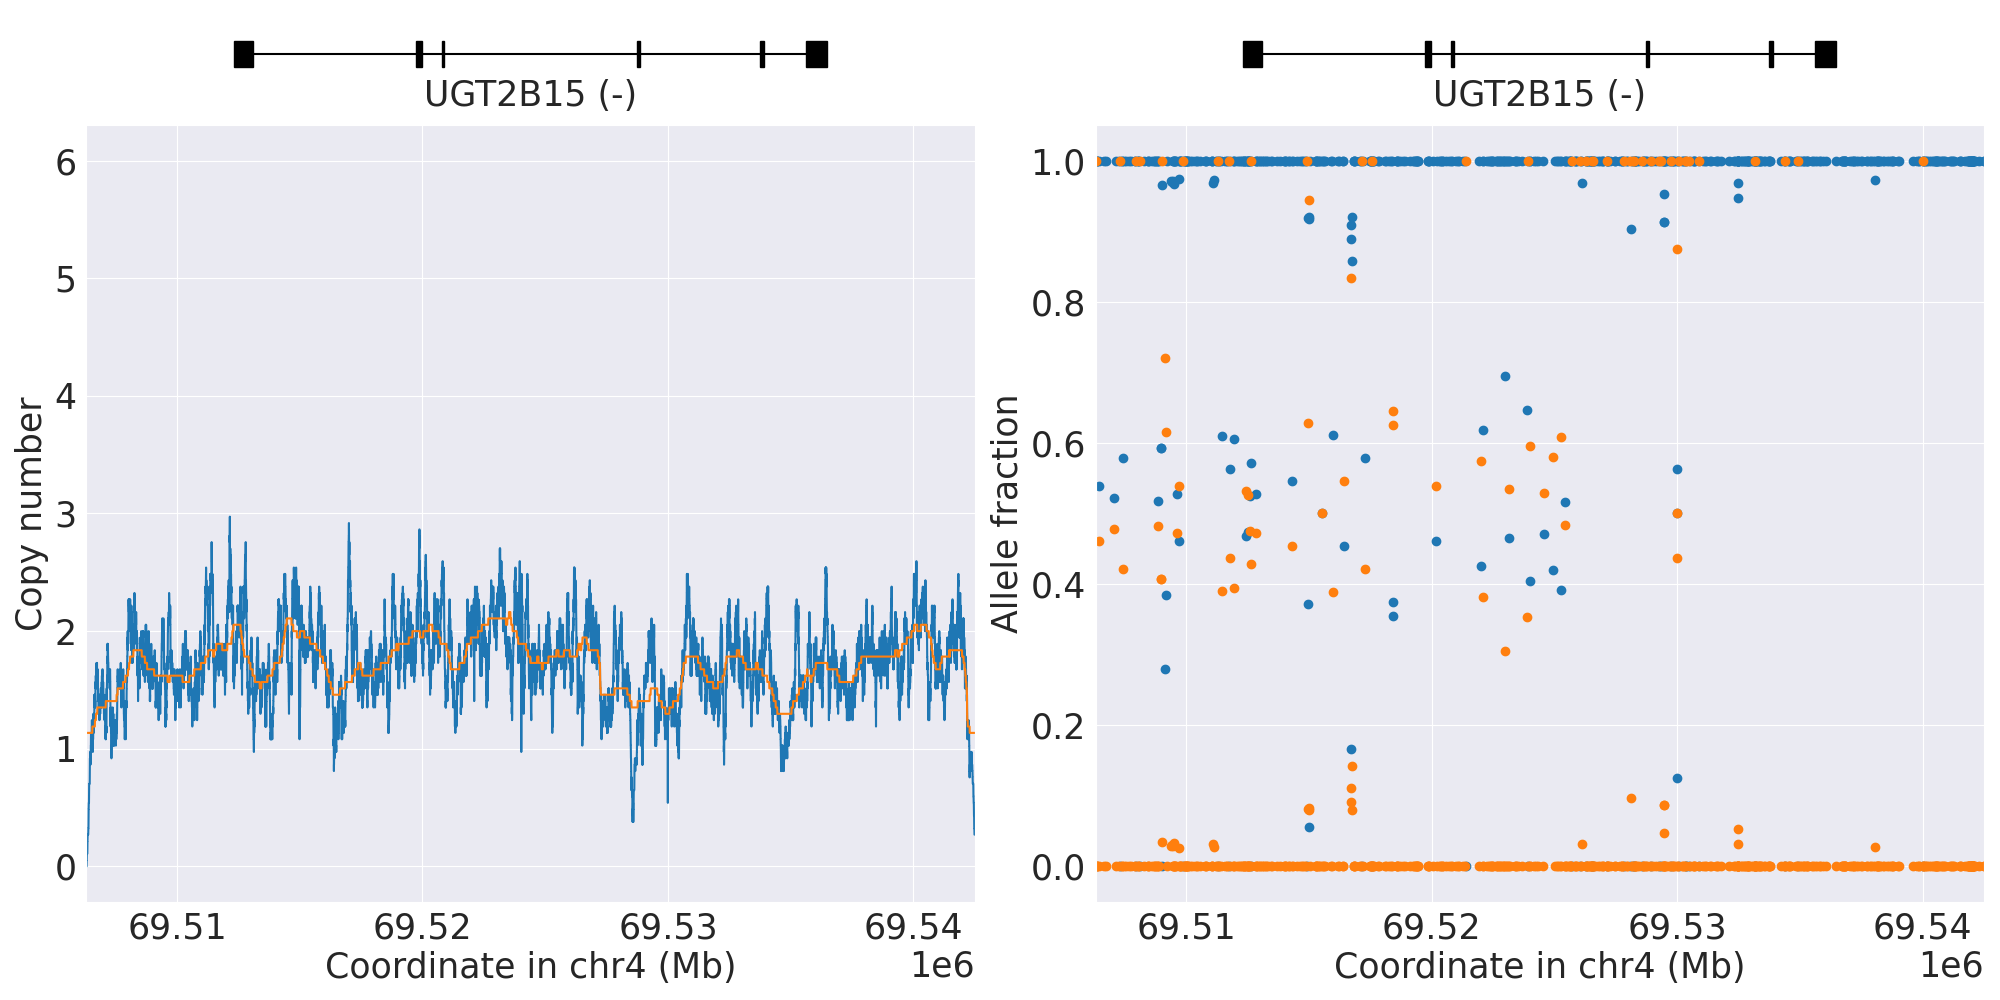 UGT2B15 (-)
6
5
4
3
2
1
0
Copy number
69.51 69.52 69.53 69.54
Coordinate in chr4 (Mb)
1e6
UGT2B15 (-)
1.0
0.8
0.6
0.4
0.2
0.0
Allele fraction
69.51 69.52 69.53 69.54
Coordinate in chr4 (Mb)
1e6